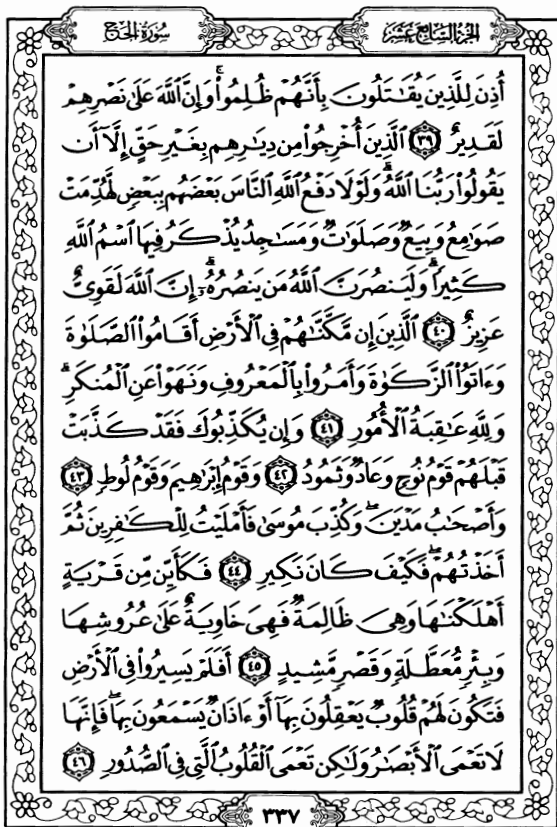 الجزء السابع عشر
سورة الحج
أُذِنَ لِلَّذِينَ يُقَٰتَلُونَ بِأَنَّهُمْ ظُلِمُوا۟ ۚ وَإِنَّ ٱللَّهَ عَلَىٰ نَصْرِهِمْ
لَقَدِيرٌ ٣٩ ٱلَّذِينَ أُخْرِجُوا۟ مِن دِيَٰرِهِم بِغَيْرِ حَقٍّ إِلَّآ أَن
يَقُولُوا۟ رَبُّنَا ٱللَّهُ ۗ وَلَوْلَا دَفْعُ ٱللَّهِ ٱلنَّاسَ بَعْضَهُم بِبَعْضٍ لَّهُدِّمَتْ
صَوَٰمِعُ وَبِيَعٌ وَصَلَوَٰتٌ وَمَسَٰجِدُ يُذْكَرُ فِيهَا ٱسْمُ ٱللَّهِ
كَثِيرًا ۗ وَلَيَنصُرَنَّ ٱللَّهُ مَن يَنصُرُهُۥٓ ۗ إِنَّ ٱللَّهَ لَقَوِىٌّ
عَزِيزٌ ٤٠ ٱلَّذِينَ إِن مَّكَّنَّٰهُمْ فِى ٱلْأَرْضِ أَقَامُوا۟ ٱلصَّلَوٰةَ
وَءَاتَوُا۟ ٱلزَّكَوٰةَ وَأَمَرُوا۟ بِٱلْمَعْرُوفِ وَنَهَوْا۟ عَنِ ٱلْمُنكَرِ ۗ
وَلِلَّهِ عَٰقِبَةُ ٱلْأُمُورِ ٤١ وَإِن يُكَذِّبُوكَ فَقَدْ كَذَّبَتْ
قَبْلَهُمْ قَوْمُ نُوحٍ وَعَادٌ وَثَمُودُ ٤٢ وَقَوْمُ إِبْرَٰهِيمَ وَقَوْمُ لُوطٍ ٤٣
وَأَصْحَٰبُ مَدْيَنَ ۖ وَكُذِّبَ مُوسَىٰ فَأَمْلَيْتُ لِلْكَٰفِرِينَ ثُمَّ
أَخَذْتُهُمْ ۖ فَكَيْفَ كَانَ نَكِيرِ ٤٤ فَكَأَيِّن مِّن قَرْيَةٍ
أَهْلَكْنَٰهَا وَهِىَ ظَالِمَةٌ فَهِىَ خَاوِيَةٌ عَلَىٰ عُرُوشِهَا
وَبِئْرٍ مُّعَطَّلَةٍ وَقَصْرٍ مَّشِيدٍ ٤٥ أَفَلَمْ يَسِيرُوا۟ فِى ٱلْأَرْضِ
فَتَكُونَ لَهُمْ قُلُوبٌ يَعْقِلُونَ بِهَآ أَوْ ءَاذَانٌ يَسْمَعُونَ بِهَا ۖ فَإِنَّهَا
لَا تَعْمَى ٱلْأَبْصَٰرُ وَلَٰكِن تَعْمَى ٱلْقُلُوبُ ٱلَّتِى فِى ٱلصُّدُورِ ٤٦
٣٣٧